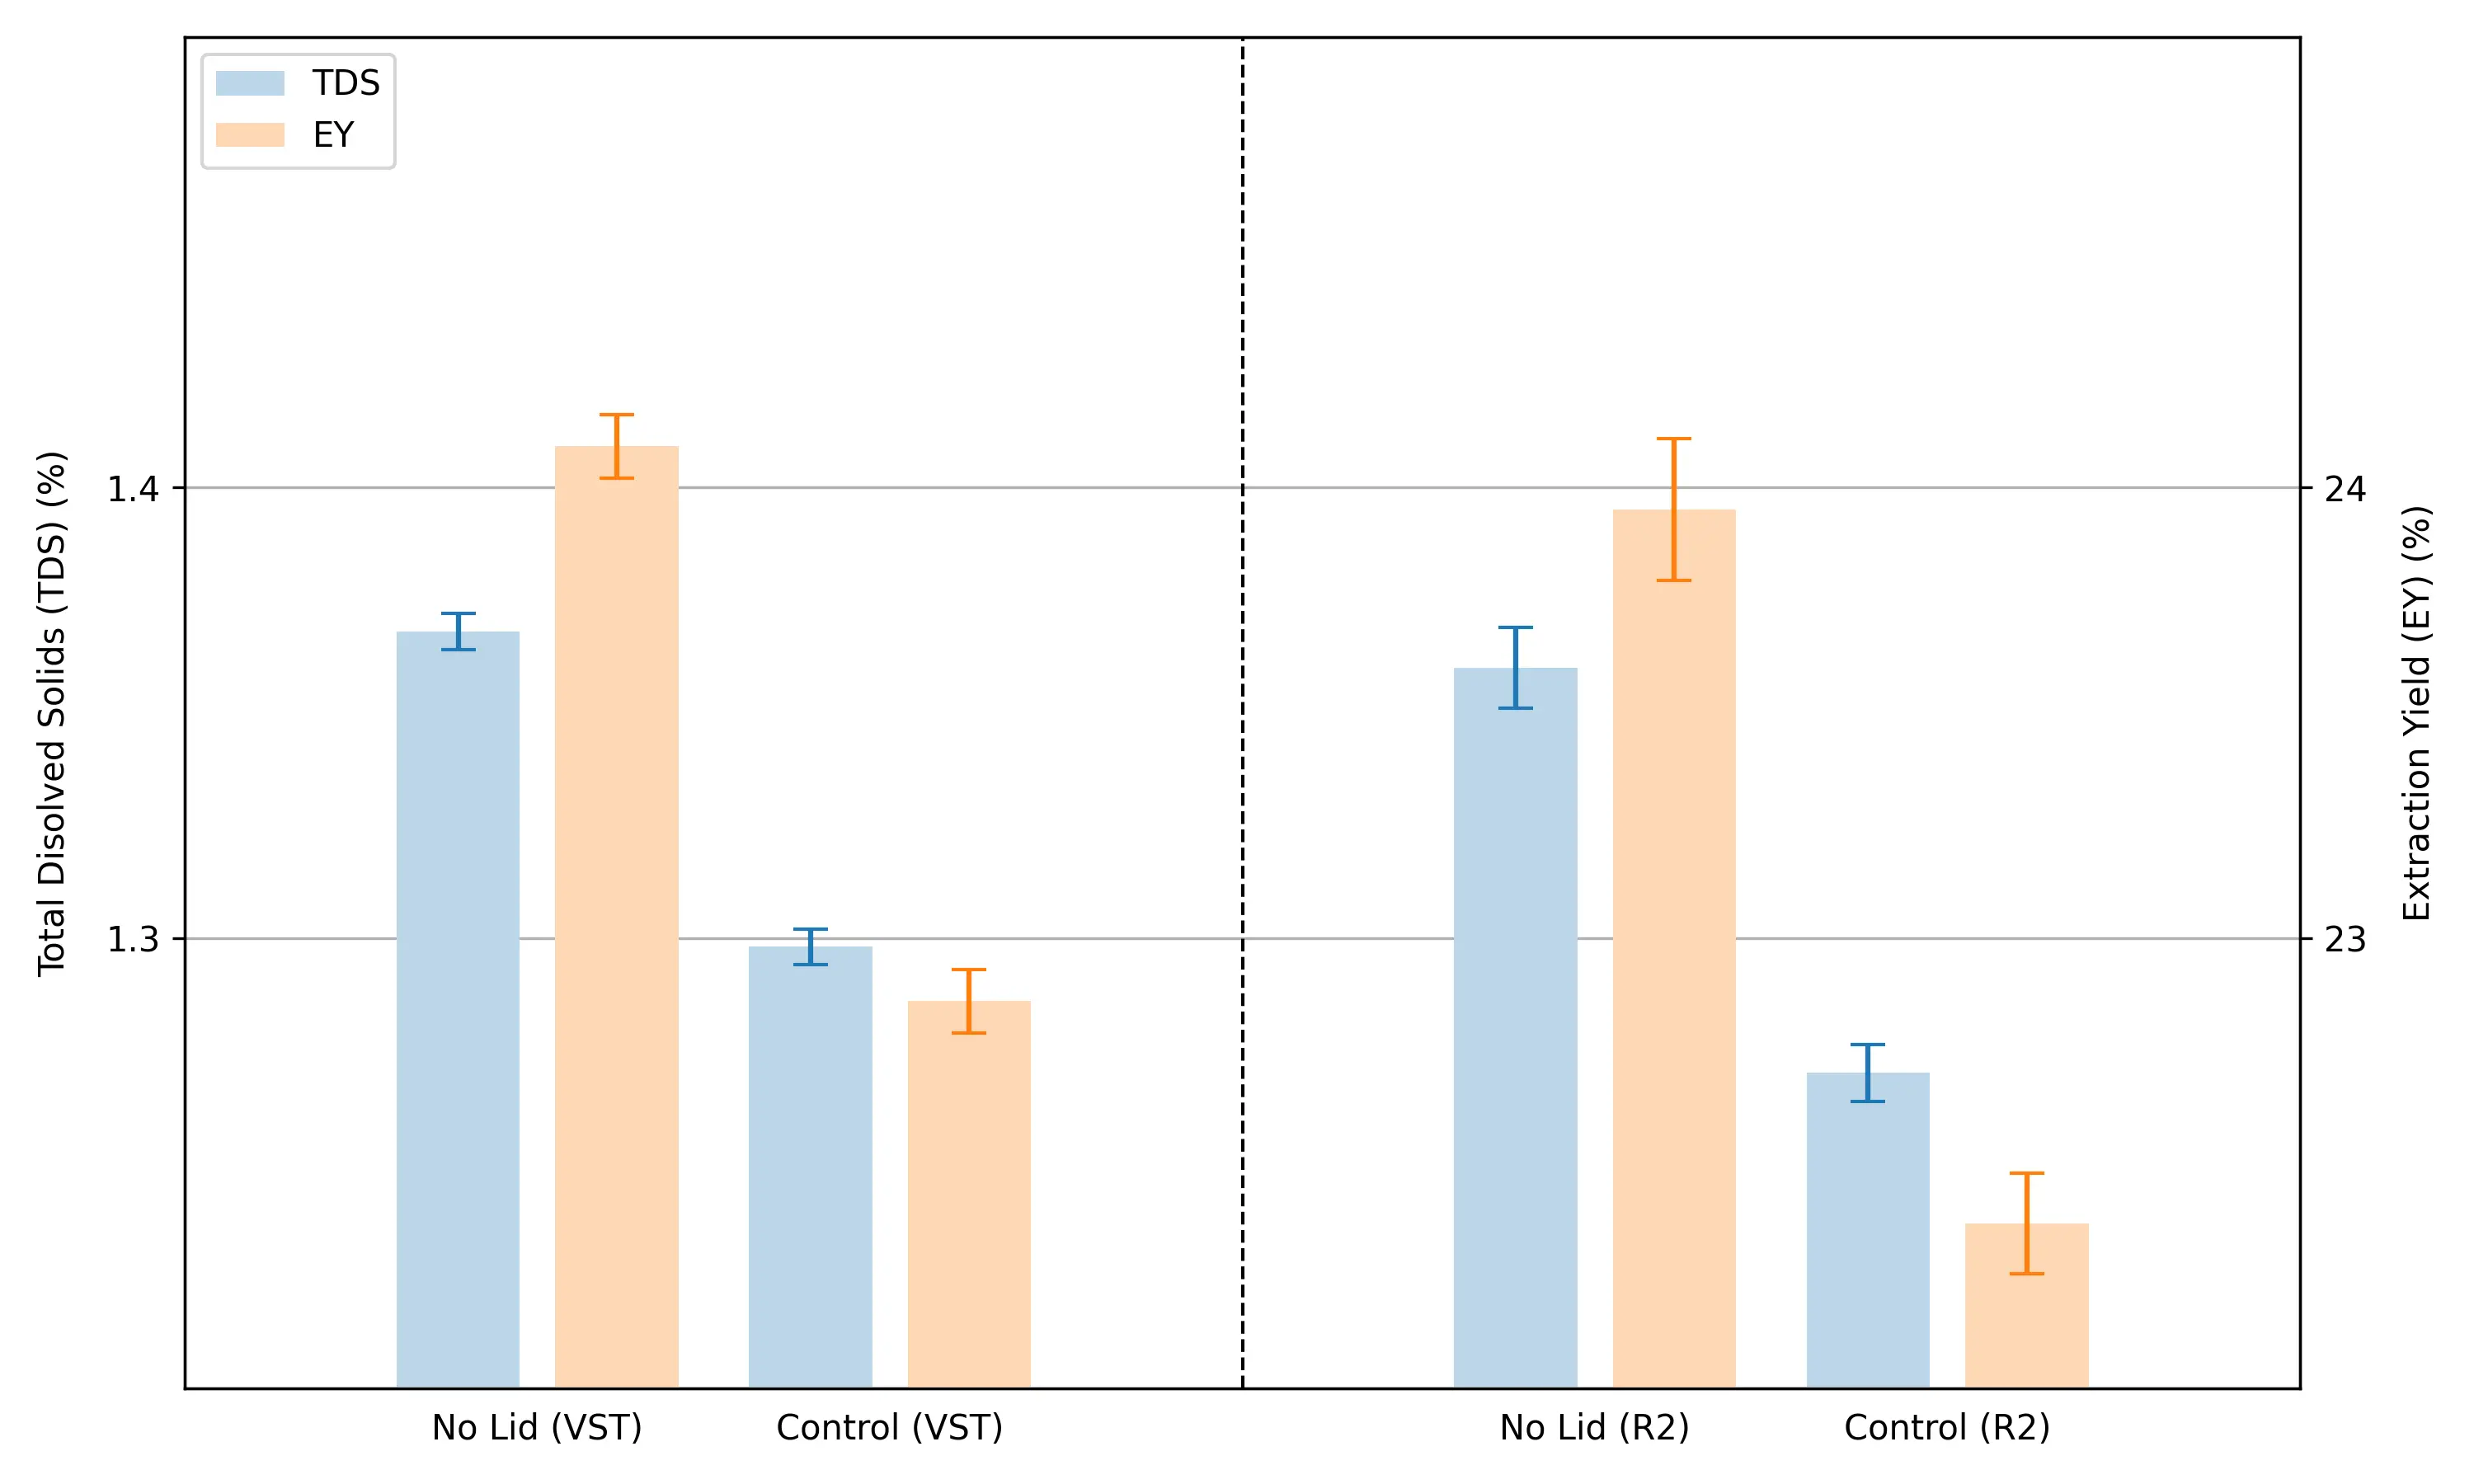 TDS
EY
Total Disolved Solids (TDS) (%)
1.4
1.3
24
23
Extraction Yield (EY) (%)
No Lid (VST)
Control (VST)
No Lid (R2)
Control (R2)